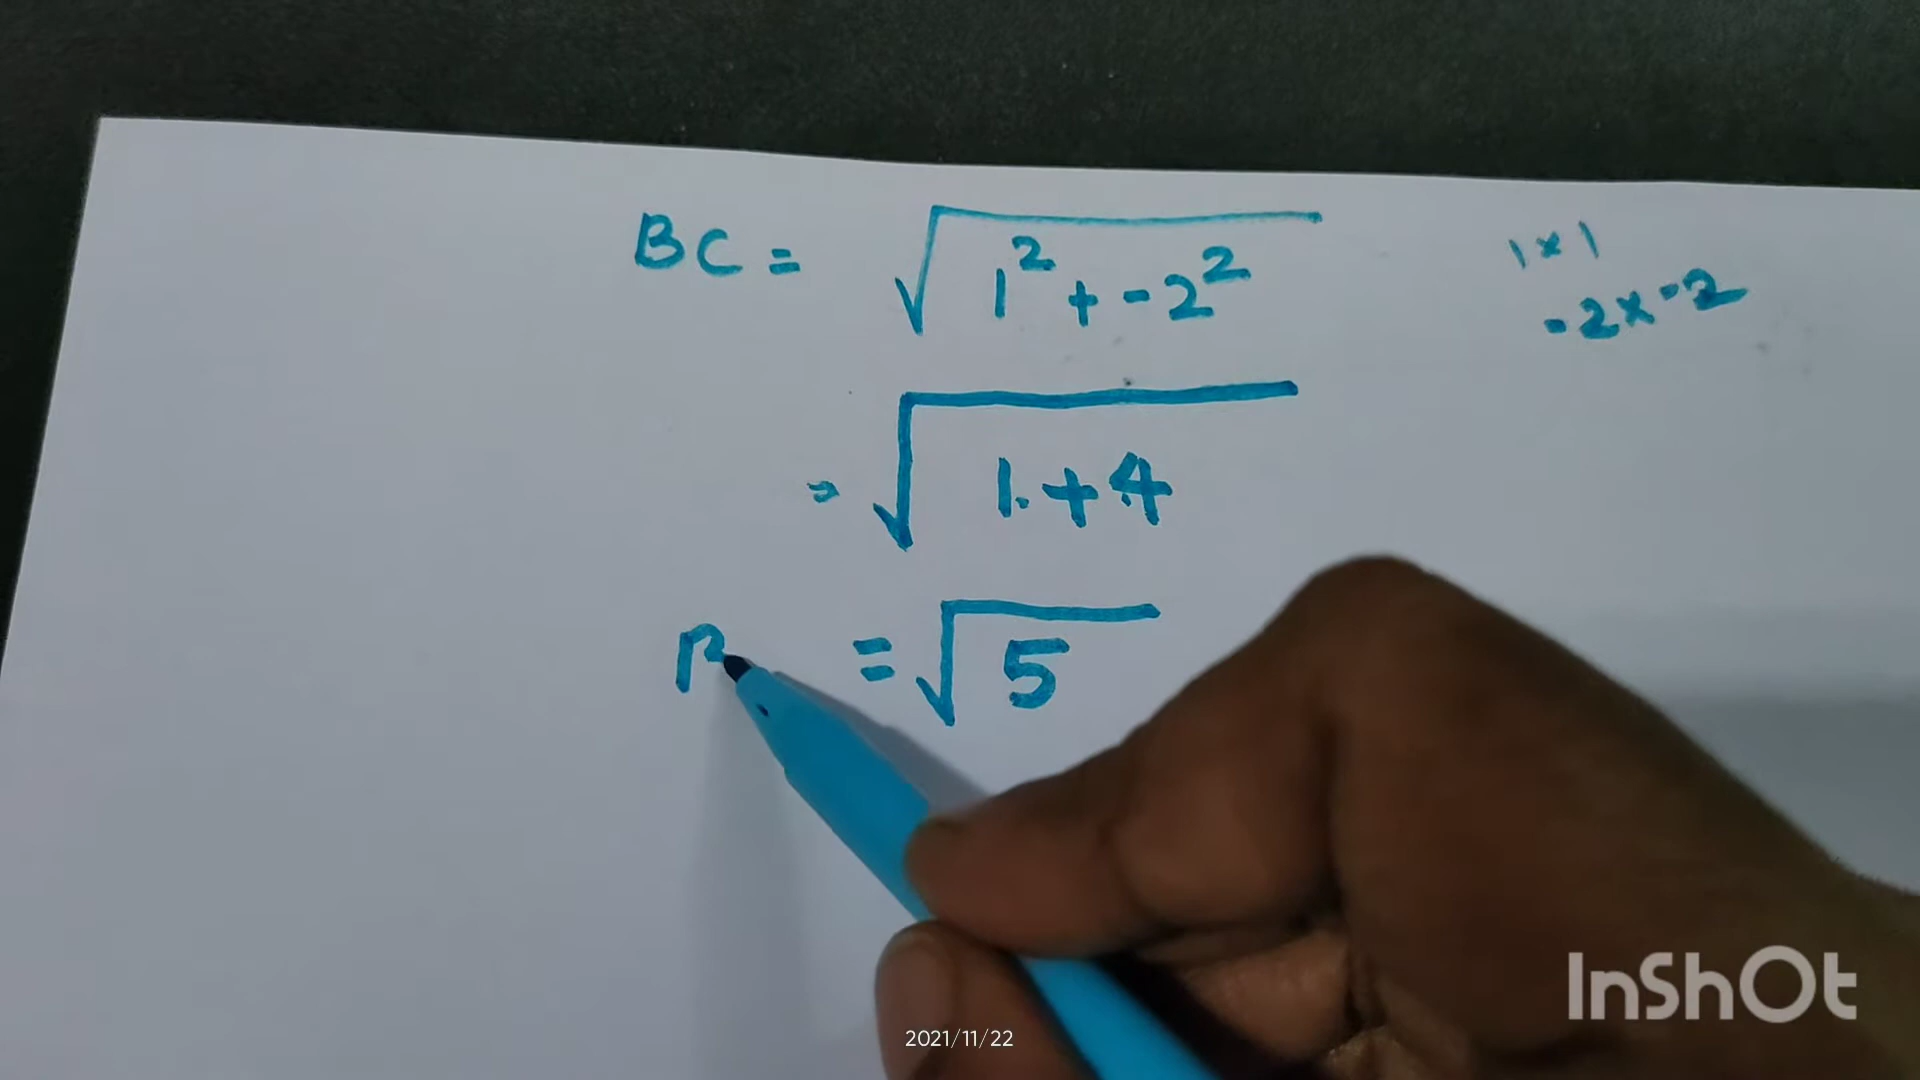 BC = √1² + -2²
1 × 1
-2 × -2
= √1 + 4
= √5
InShOt
2021/11/22